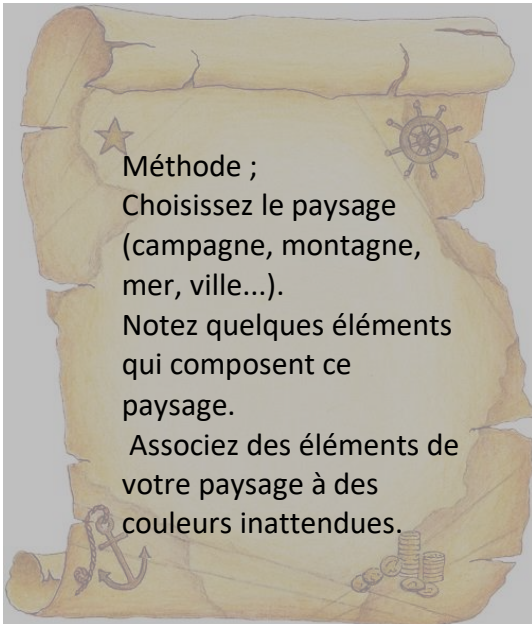 Méthode ;
Choisissez le paysage
(campagne, montagne,
mer, ville...).
Notez quelques éléments
qui composent ce
paysage.
Associez des éléments de
votre paysage à des
couleurs inattendues.